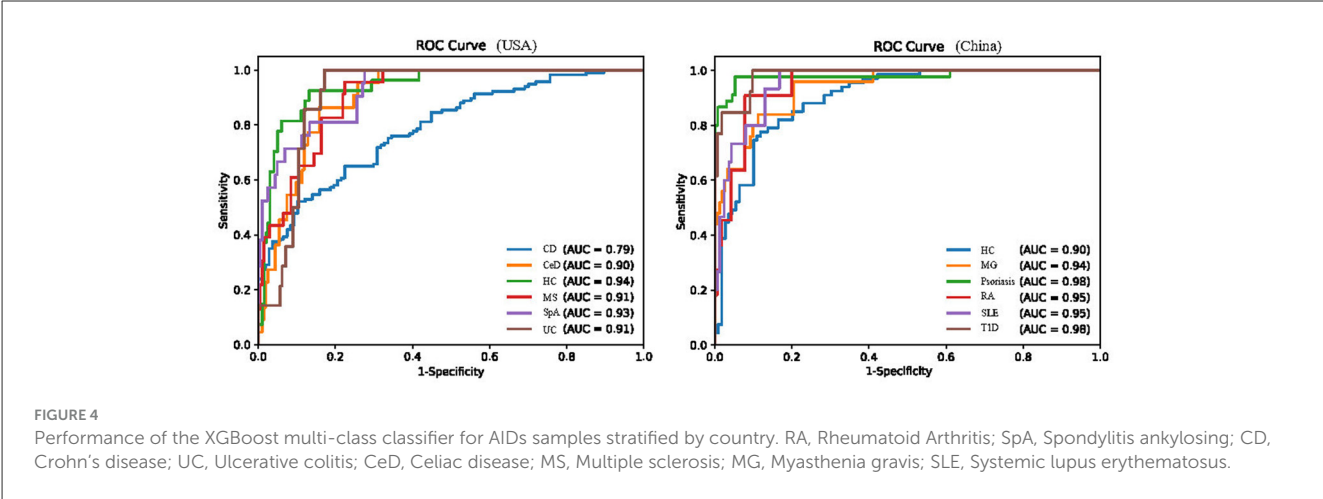 ROC Curve (USA)
1.0
0.8
0.6
0.4
0.2
0.0
Sensitivity
0.0 0.2 0.4 0.6 0.8 1.0
1-Specificity
CD (AUC = 0.79)
CeD (AUC = 0.90)
HC (AUC = 0.94)
MS (AUC = 0.91)
SpA (AUC = 0.93)
UC (AUC = 0.91)
ROC Curve (China)
1.0
0.8
0.6
0.4
0.2
0.0
Sensitivity
0.0 0.2 0.4 0.6 0.8 1.0
1-Specificity
HC (AUC = 0.90)
MG (AUC = 0.94)
Psoriasis (AUC = 0.98)
RA (AUC = 0.95)
SLE (AUC = 0.95)
T1D (AUC = 0.98)
FIGURE 4
Performance of the XGBoost multi-class classifier for AIDs samples stratified by country. RA, Rheumatoid Arthritis; SpA, Spondylitis ankylosing; CD,
Crohn's disease; UC, Ulcerative colitis; CeD, Celiac disease; MS, Multiple sclerosis; MG, Myasthenia gravis; SLE, Systemic lupus erythematosus.